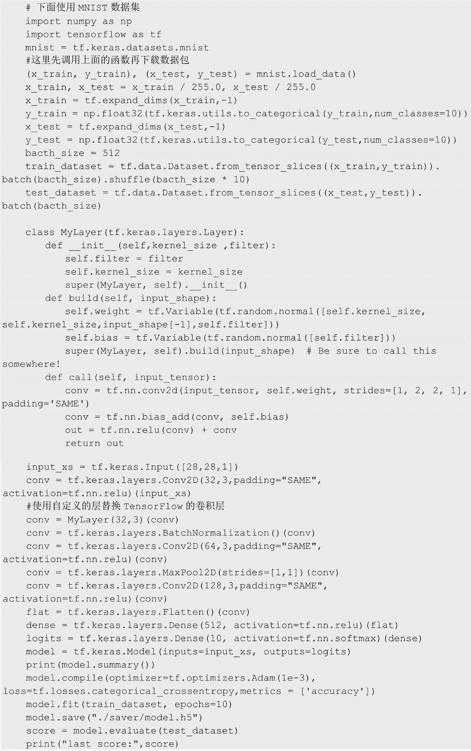 # 下面使用 MNIST 数据集
import numpy as np
import tensorflow as tf
mnist = tf.keras.datasets.mnist
#这里先调用上面的函数再下载数据包
(x_train, y_train), (x_test, y_test) = mnist.load_data()
x_train, x_test = x_train / 255.0, x_test / 255.0
x_train = tf.expand_dims(x_train,-1)
y_train = np.float32(tf.keras.utils.to_categorical(y_train,num_classes=10))
x_test = tf.expand_dims(x_test,-1)
y_test = np.float32(tf.keras.utils.to_categorical(y_test,num_classes=10))
bacth_size = 512
train_dataset = tf.data.Dataset.from_tensor_slices((x_train,y_train)).
batch(bacth_size).shuffle(bacth_size * 10)
test_dataset = tf.data.Dataset.from_tensor_slices((x_test,y_test)).
batch(bacth_size)
class MyLayer(tf.keras.layers.Layer):
def __init__(self,kernel_size ,filter):
self.filter = filter
self.kernel_size = kernel_size
super(MyLayer, self).__init__()
def build(self, input_shape):
self.weight = tf.Variable(tf.random.normal([self.kernel_size,
self.kernel_size,input_shape[-1],self.filter]))
self.bias = tf.Variable(tf.random.normal([self.filter]))
super(MyLayer, self).build(input_shape)  # Be sure to call this
somewhere!
def call(self, input_tensor):
conv = tf.nn.conv2d(input_tensor, self.weight, strides=[1, 2, 2, 1],
padding='SAME')
conv = tf.nn.bias_add(conv, self.bias)
out = tf.nn.relu(conv) + conv
return out
input_xs = tf.keras.Input([28,28,1])
conv = tf.keras.layers.Conv2D(32,3,padding="SAME",
activation=tf.nn.relu)(input_xs)
#使用自定义的层替换 TensorFlow 的卷积层
conv = MyLayer(32,3)(conv)
conv = tf.keras.layers.BatchNormalization()(conv)
conv = tf.keras.layers.Conv2D(64,3,padding="SAME",
activation=tf.nn.relu)(conv)
conv = tf.keras.layers.MaxPool2D(strides=[1,1])(conv)
conv = tf.keras.layers.Conv2D(128,3,padding="SAME",
activation=tf.nn.relu)(conv)
flat = tf.keras.layers.Flatten()(conv)
dense = tf.keras.layers.Dense(512, activation=tf.nn.relu)(flat)
logits = tf.keras.layers.Dense(10, activation=tf.nn.softmax)(dense)
model = tf.keras.Model(inputs=input_xs, outputs=logits)
print(model.summary())
model.compile(optimizer=tf.optimizers.Adam(1e-3),
loss=tf.losses.categorical_crossentropy,metrics = ['accuracy'])
model.fit(train_dataset, epochs=10)
model.save("./saver/model.h5")
score = model.evaluate(test_dataset)
print("last score:",score)